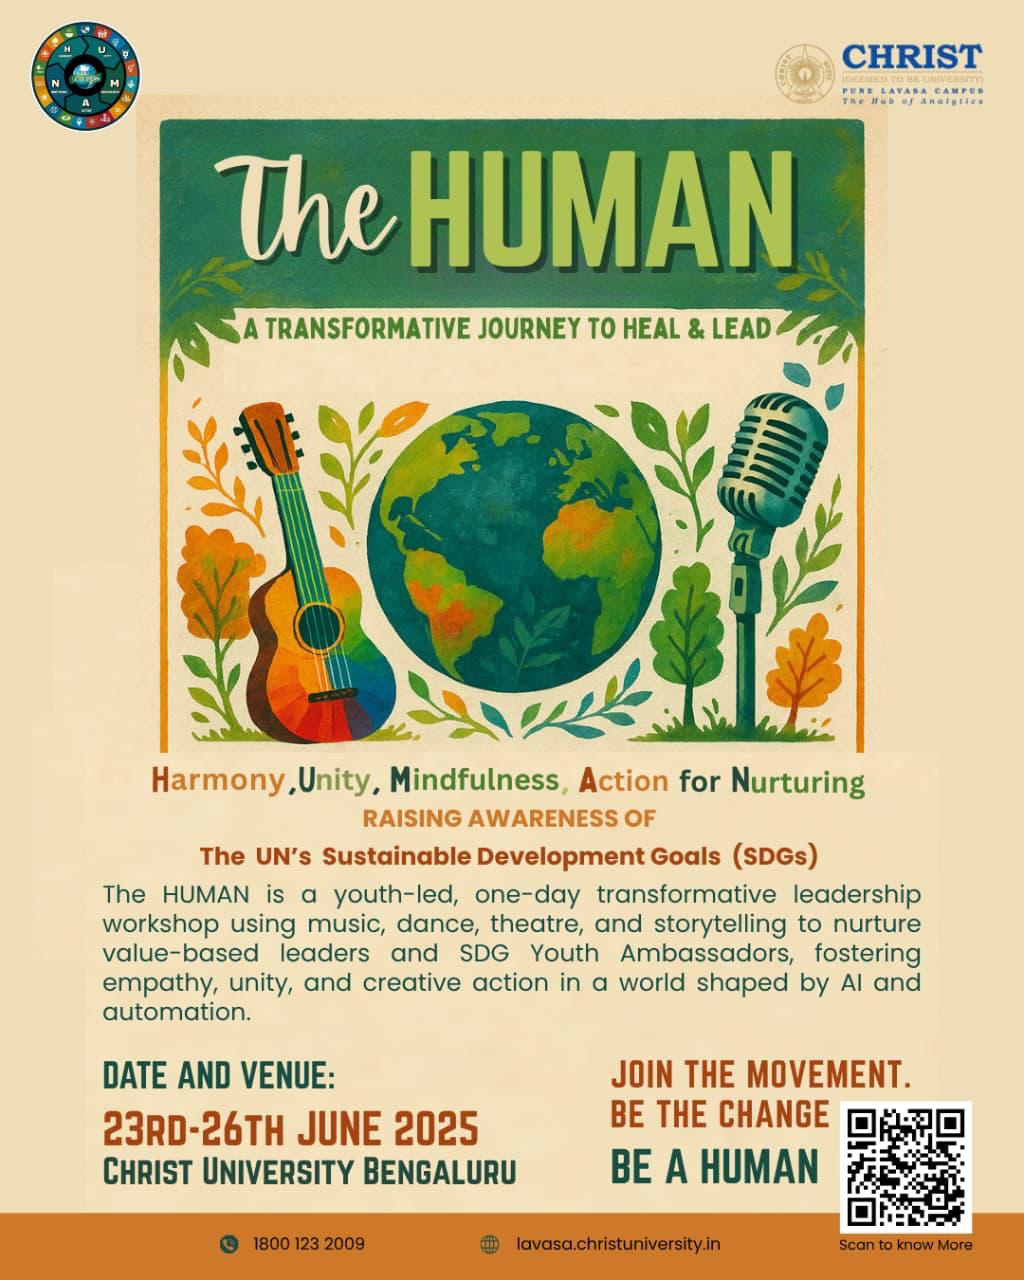 H
U
N
M
A
CHRIST
(DEEMED TO BE UNIVERSITY)
PUNE LAVASA CAMPUS
The Hub of Analytics
The HUMAN
A TRANSFORMATIVE JOURNEY TO HEAL & LEAD
Harmony,Unity, Mindfulness, Action for Nurturing
RAISING AWARENESS OF
The UN's Sustainable Development Goals (SDGs)
The HUMAN is a youth-led, one-day transformative leadership
workshop using music, dance, theatre, and storytelling to nurture
value-based leaders and SDG Youth Ambassadors, fostering
empathy, unity, and creative action in a world shaped by AI and
automation.
DATE AND VENUE:
23RD-26TH JUNE 2025
CHRIST UNIVERSITY BENGALURU
JOIN THE MOVEMENT.
BE THE CHANGE
BE A HUMAN
1800 123 2009
lavasa.christuniversity.in
Scan to know More